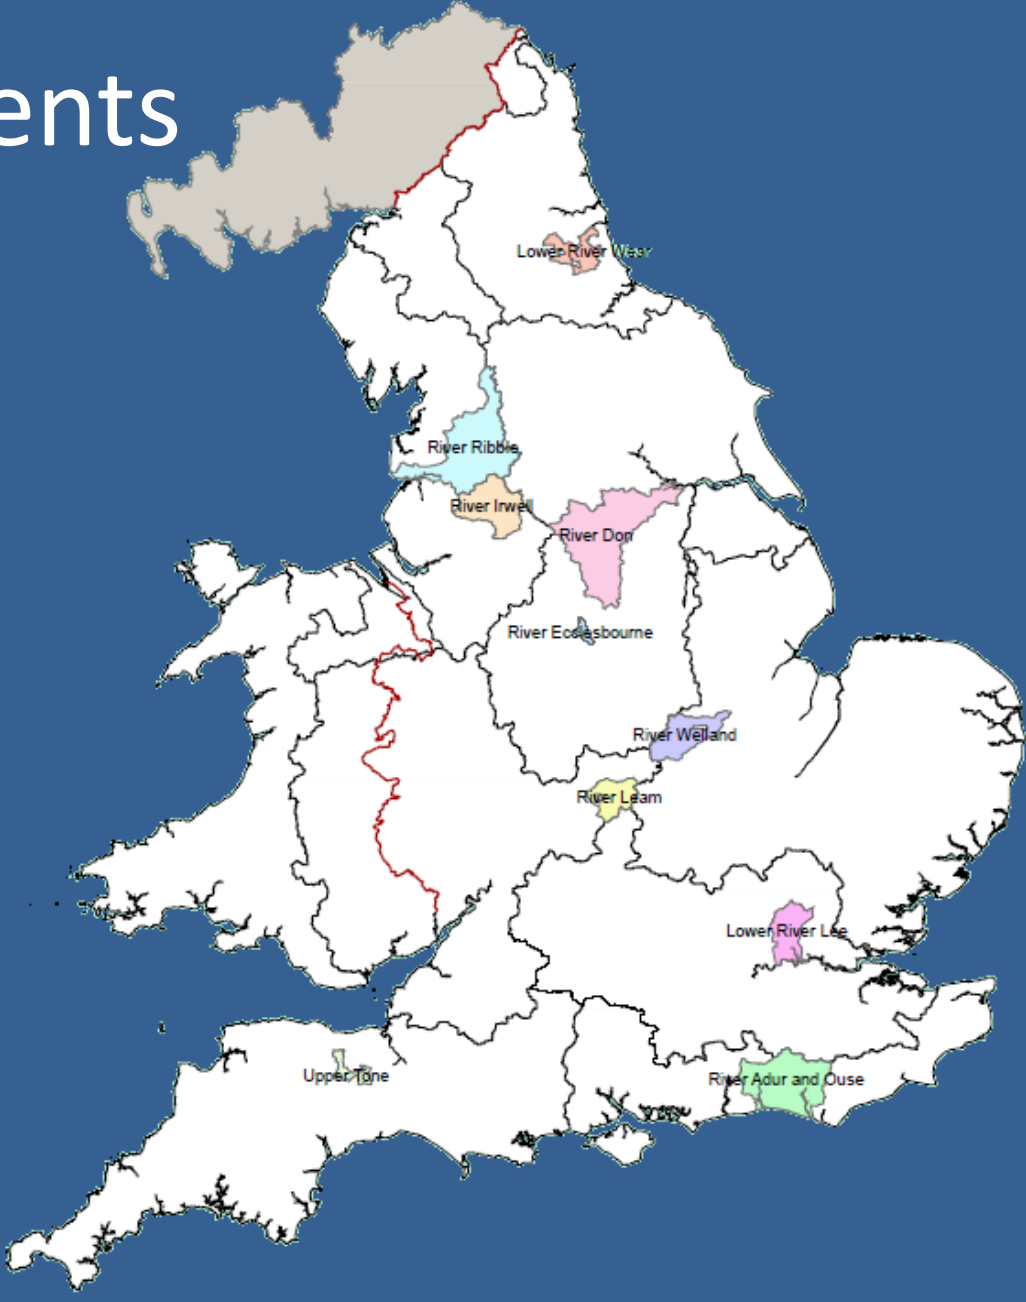 ents
Lower River Wear
River Ribble
River Irwell
River Don
River Ecclesbourne
River Welland
River Leam
Lower River Lee
Upper Tone
River Adur and Ouse